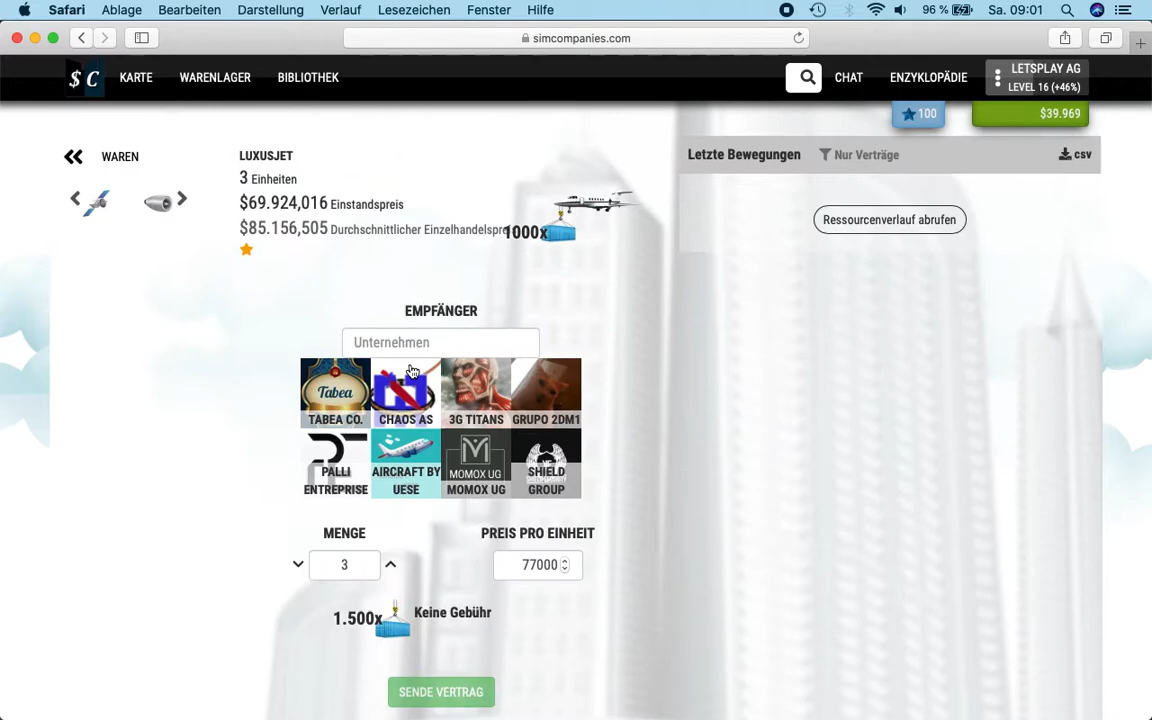 Safari Ablage Bearbeiten Darstellung Verlauf Lesezeichen Fenster Hilfe 96 % Sa. 09:01
simcompanies.com
$ C KARTE WARENLAGER BIBLIOTHEK CHAT ENZYKLOPÄDIE LETSPLAY AG
LEVEL 16 (+46%)
100 $39.969
WAREN
LUXUSJET
3 Einheiten
$69.924,016 Einstandspreis
$85.156,505 Durchschnittlicher Einzelhandelspre
1000x
Letzte Bewegungen Nur Verträge csv
Ressourcenverlauf abrufen
EMPFÄNGER
Unternehmen
Tabea
TABEA CO. CHAOS AS 3G TITANS GRUPO 2DM1
MOMOX
PALLI ENTREPRISE
AIRCRAFT BY UESE
MOMOX UG
SHIELD GROUP
MENGE PREIS PRO EINHEIT
3 77000
1.500x Keine Gebühr
SENDE VERTRAG